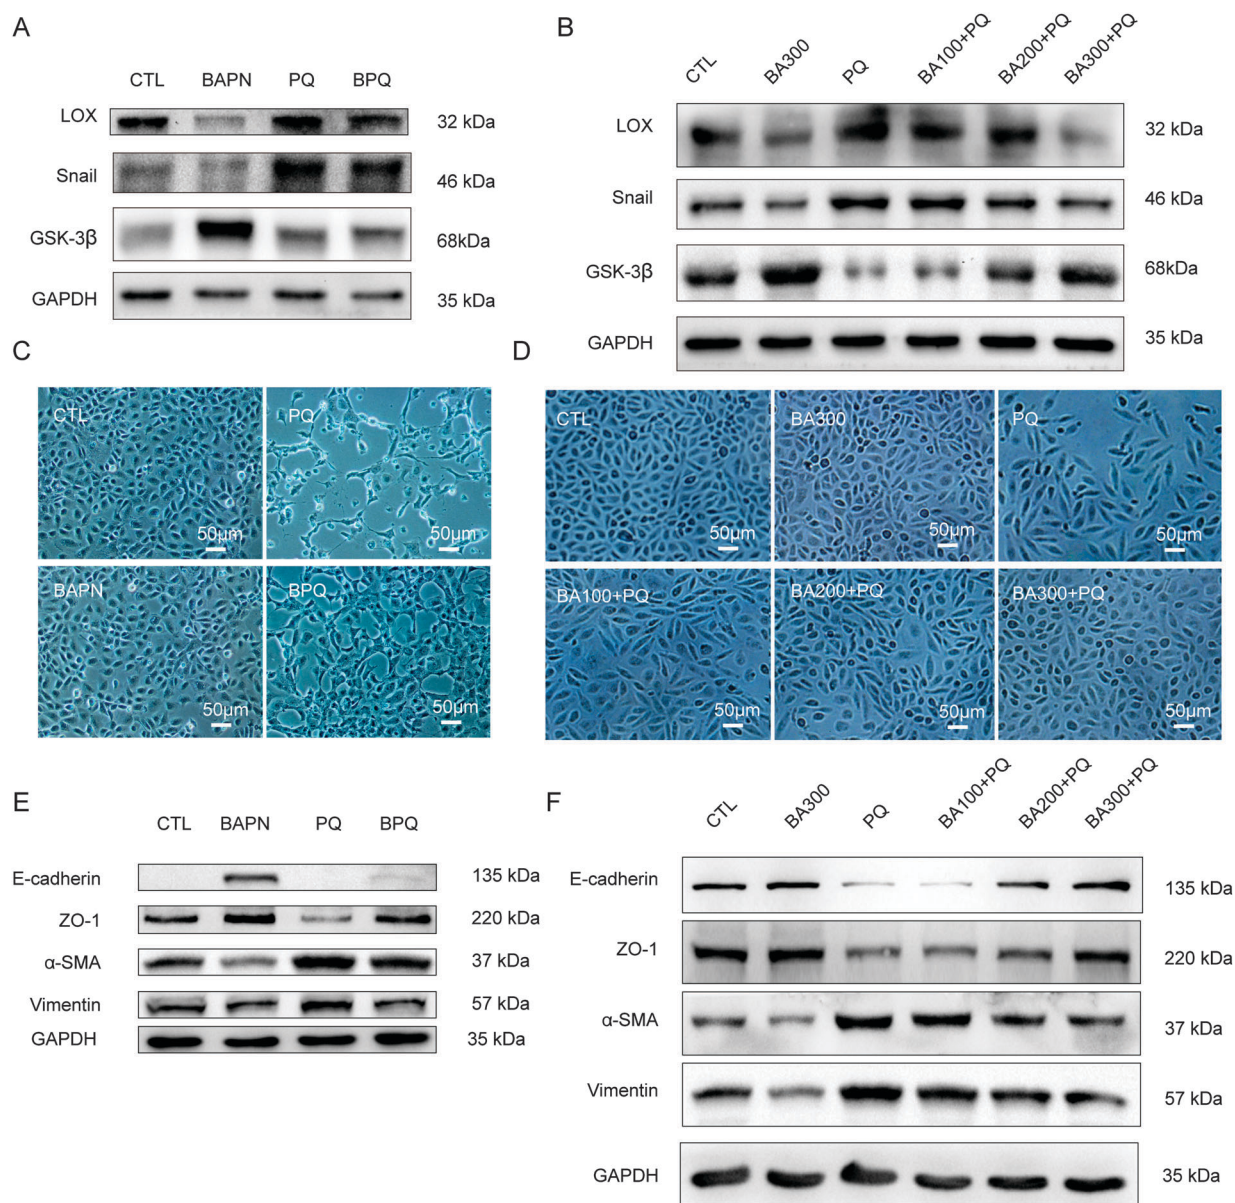 A
CTL BAPN PQ BPQ
LOX 32 kDa
Snail 46 kDa
GSK-3β 68kDa
GAPDH 35 kDa
B
CTL BA300 PQ BA100+PQ BA200+PQ BA300+PQ
LOX 32 kDa
Snail 46 kDa
GSK-3β 68kDa
GAPDH 35 kDa
C
CTL PQ
50μm 50μm
BAPN BPQ
50μm 50μm
D
CTL BA300 PQ
50μm 50μm 50μm
BA100+PQ BA200+PQ BA300+PQ
50μm 50μm 50μm
E
CTL BAPN PQ BPQ
E-cadherin 135 kDa
ZO-1 220 kDa
α-SMA 37 kDa
Vimentin 57 kDa
GAPDH 35 kDa
F
CTL BA300 PQ BA100+PQ BA200+PQ BA300+PQ
E-cadherin 135 kDa
ZO-1 220 kDa
α-SMA 37 kDa
Vimentin 57 kDa
GAPDH 35 kDa